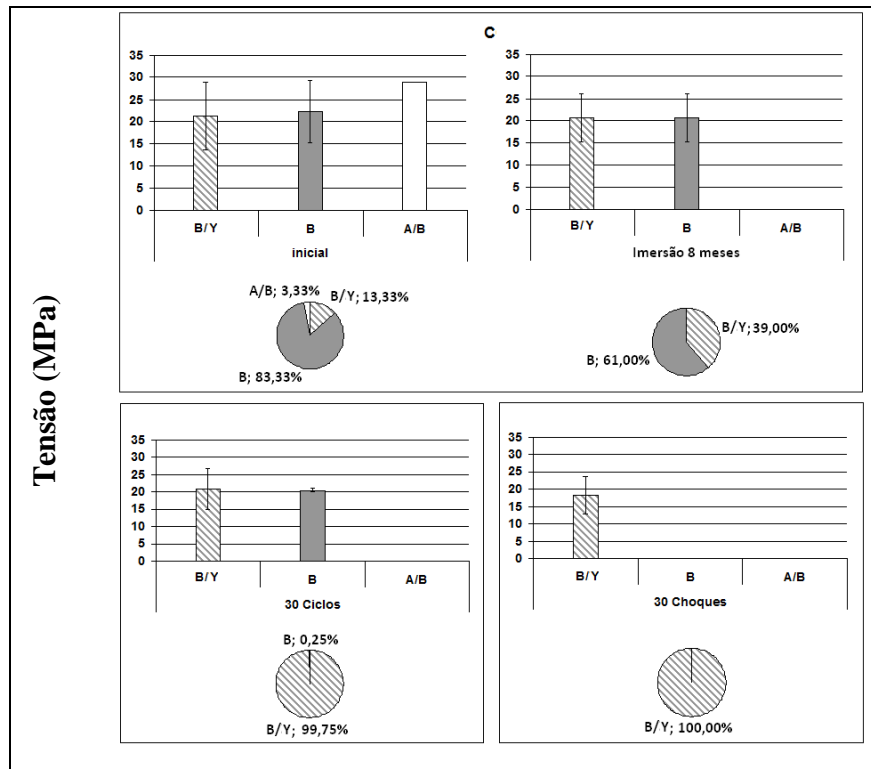 Tensão (MPa)
C
35
30
25
20
15
10
5
0
B/Y B A/B
inicial
A/B; 3,33%
B/Y; 13,33%
B; 83,33%
35
30
25
20
15
10
5
0
B/Y B A/B
Imersão 8 meses
B/Y; 39,00%
B; 61,00%
35
30
25
20
15
10
5
0
B/Y B A/B
30 Ciclos
B; 0,25%
B/Y; 99,75%
35
30
25
20
15
10
5
0
B/Y B A/B
30 Choques
B/Y; 100,00%